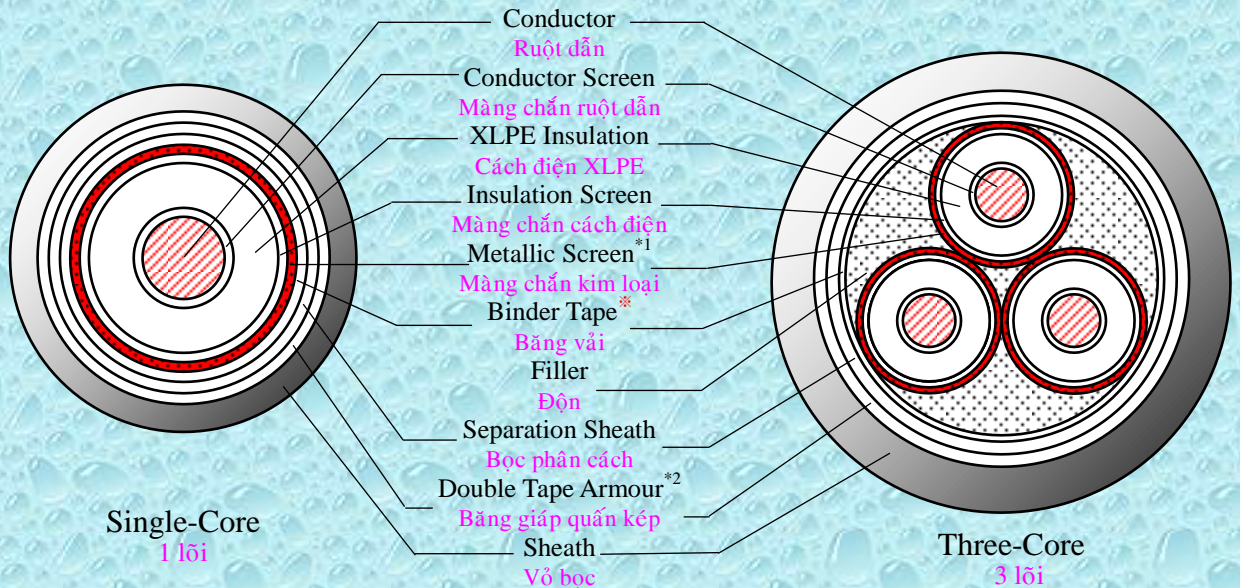 Conductor
Ruột dẫn
Conductor Screen
Màng chắn ruột dẫn
XLPE Insulation
Cách điện XLPE
Insulation Screen
Màng chắn cách điện
Metallic Screen*1
Màng chắn kim loại
Binder Tape※
Băng vải
Filler
Độn
Separation Sheath
Bọc phân cách
Double Tape Armour*2
Băng giáp quấn kép
Sheath
Vỏ bọc
Single-Core
1 lõi
Three-Core
3 lõi